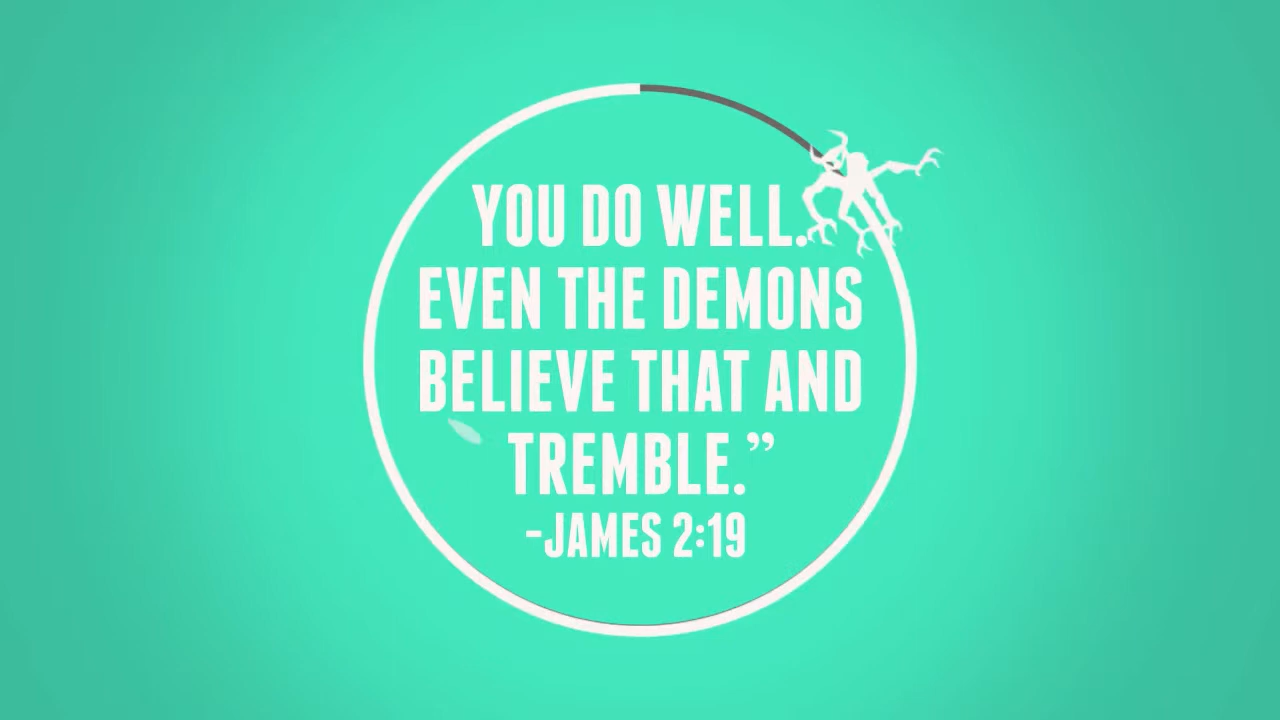 YOU DO WELL.
EVEN THE DEMONS
BELIEVE THAT AND
TREMBLE.”
-JAMES 2:19